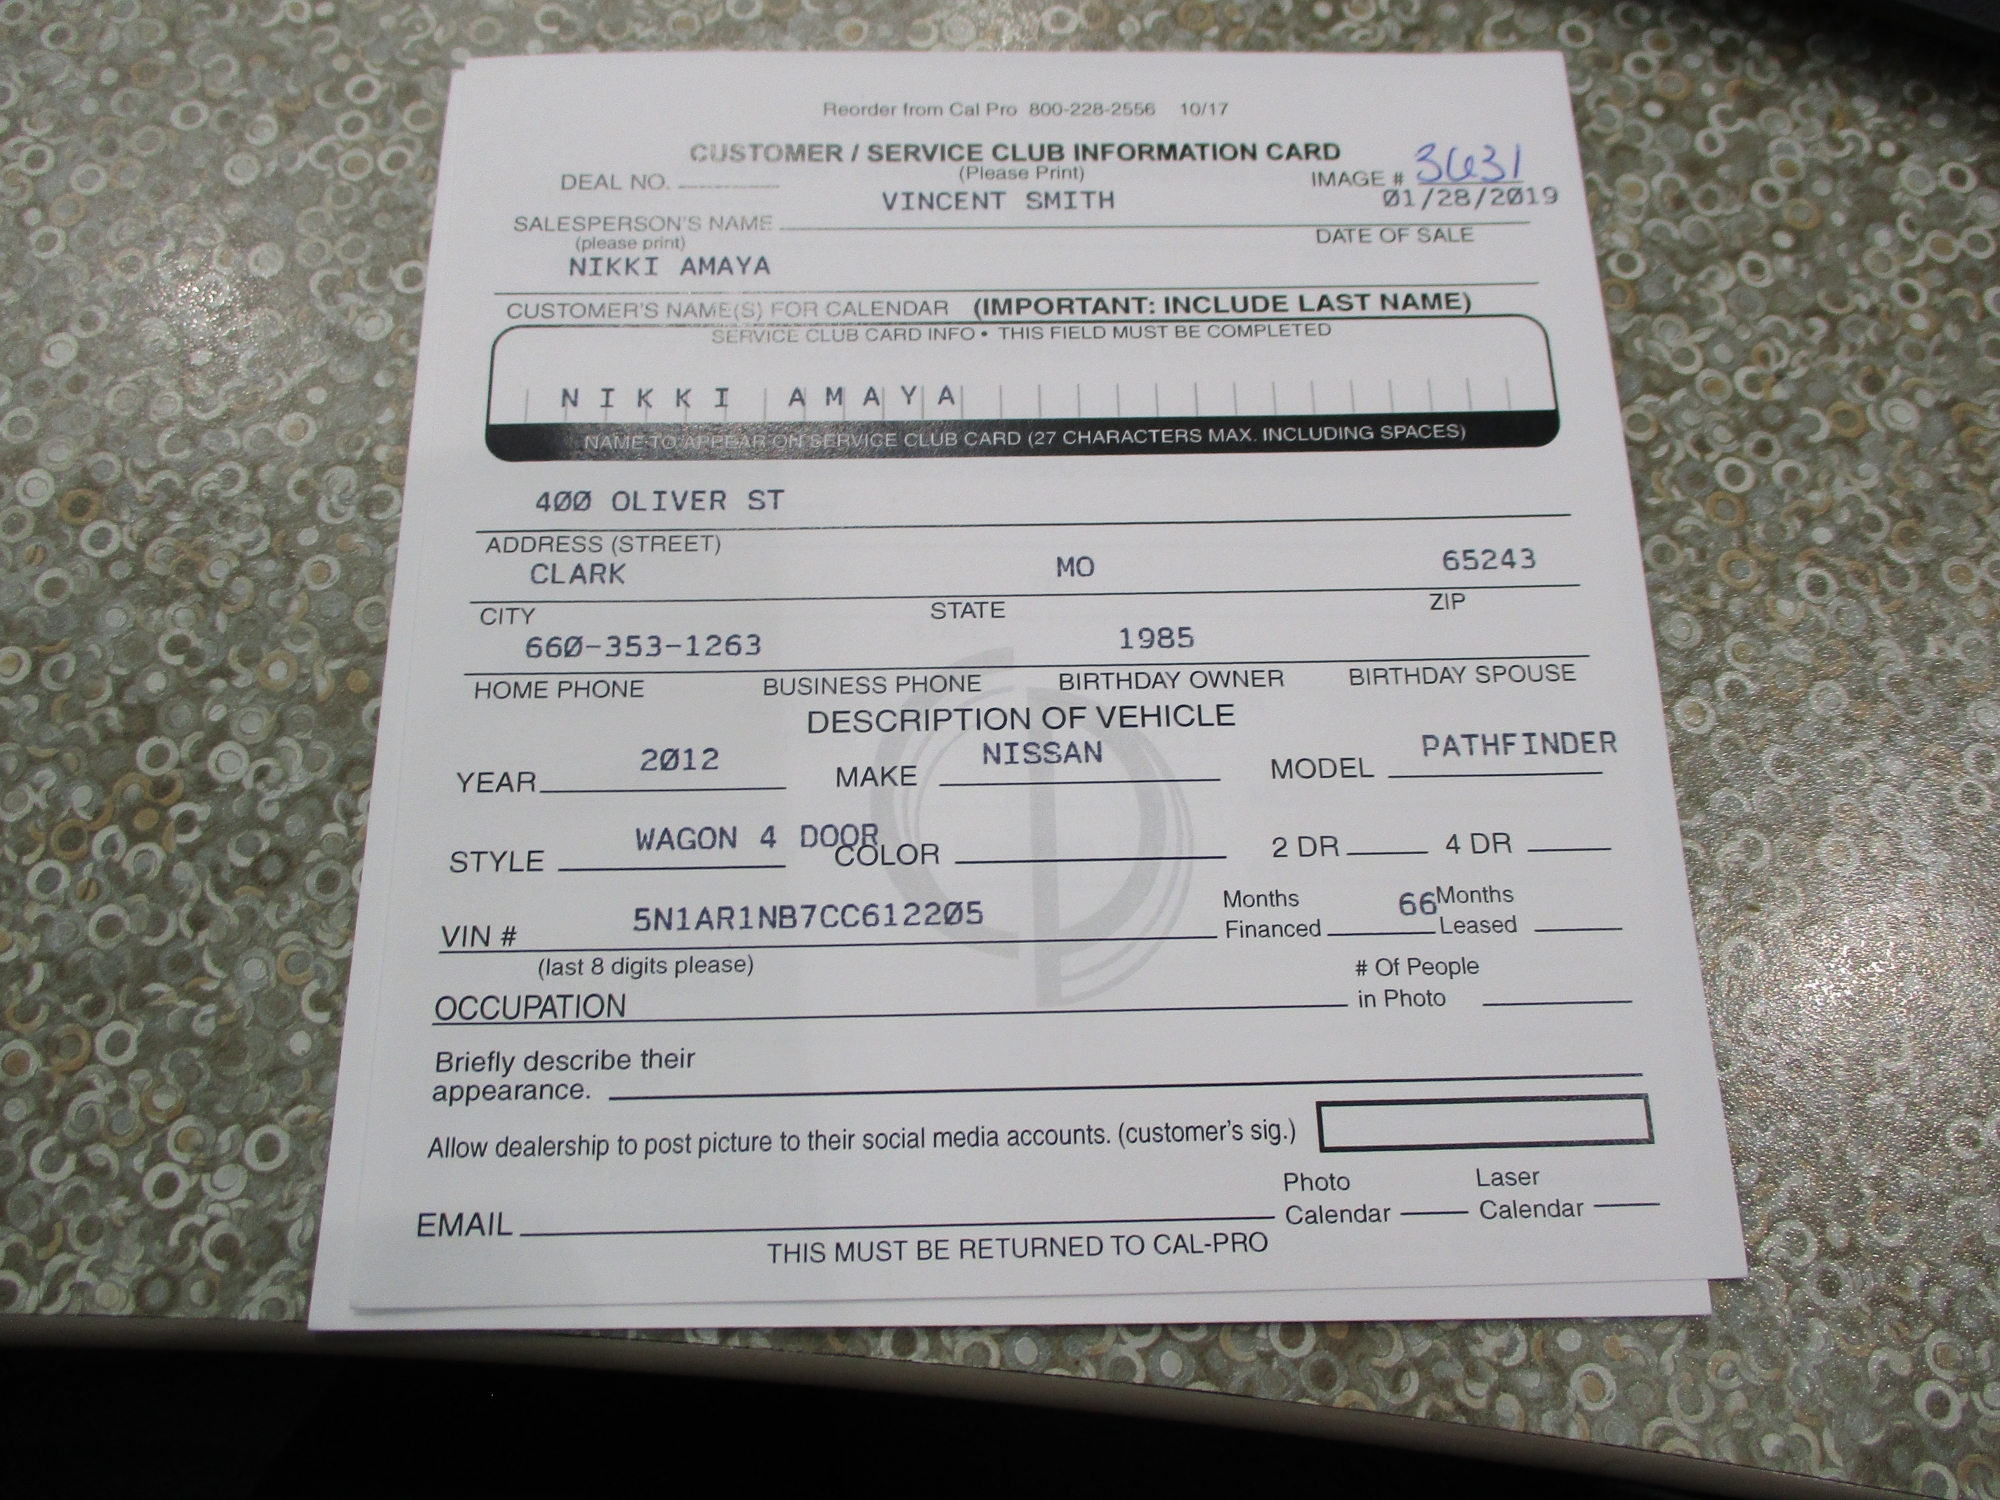 Reorder from Cal Pro 800-228-2556 10/17
CUSTOMER / SERVICE CLUB INFORMATION CARD
(Please Print)
DEAL NO.
IMAGE # 3631
VINCENT SMITH 01/28/2019
SALESPERSON'S NAME
(please print)
DATE OF SALE
NIKKI AMAYA
CUSTOMER'S NAME(S) FOR CALENDAR (IMPORTANT: INCLUDE LAST NAME)
SERVICE CLUB CARD INFO • THIS FIELD MUST BE COMPLETED
NIKKI AMAYA
NAME TO APPEAR ON SERVICE CLUB CARD (27 CHARACTERS MAX. INCLUDING SPACES)
400 OLIVER ST
ADDRESS (STREET)
CLARK MO 65243
CITY STATE ZIP
660-353-1263 1985
HOME PHONE BUSINESS PHONE BIRTHDAY OWNER BIRTHDAY SPOUSE
DESCRIPTION OF VEHICLE
YEAR 2012 MAKE NISSAN MODEL PATHFINDER
STYLE WAGON 4 DOOR COLOR 2 DR 4 DR
VIN # 5N1AR1NB7CC612205 Months Financed 66 Months Leased
(last 8 digits please)
OCCUPATION # Of People in Photo
Briefly describe their
appearance.
Allow dealership to post picture to their social media accounts. (customer's sig.)
EMAIL Photo Calendar Laser Calendar
THIS MUST BE RETURNED TO CAL-PRO